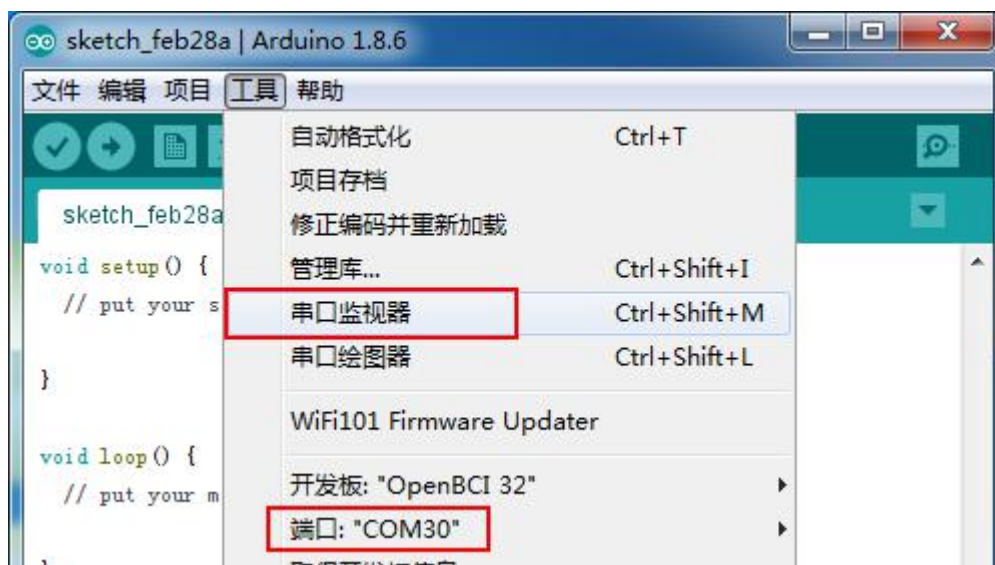 sketch_feb28a | Arduino 1.8.6
文件 编辑 项目 工具 帮助
自动格式化 Ctrl+T
项目存档
sketch_feb28a
修正编码并重新加载
void setup() {
管理库... Ctrl+Shift+I
// put your s
串口监视器 Ctrl+Shift+M
串口绘图器 Ctrl+Shift+L
}
WiFi101 Firmware Updater
void loop() {
开发板: "OpenBCI 32"
// put your m
端口: "COM30"